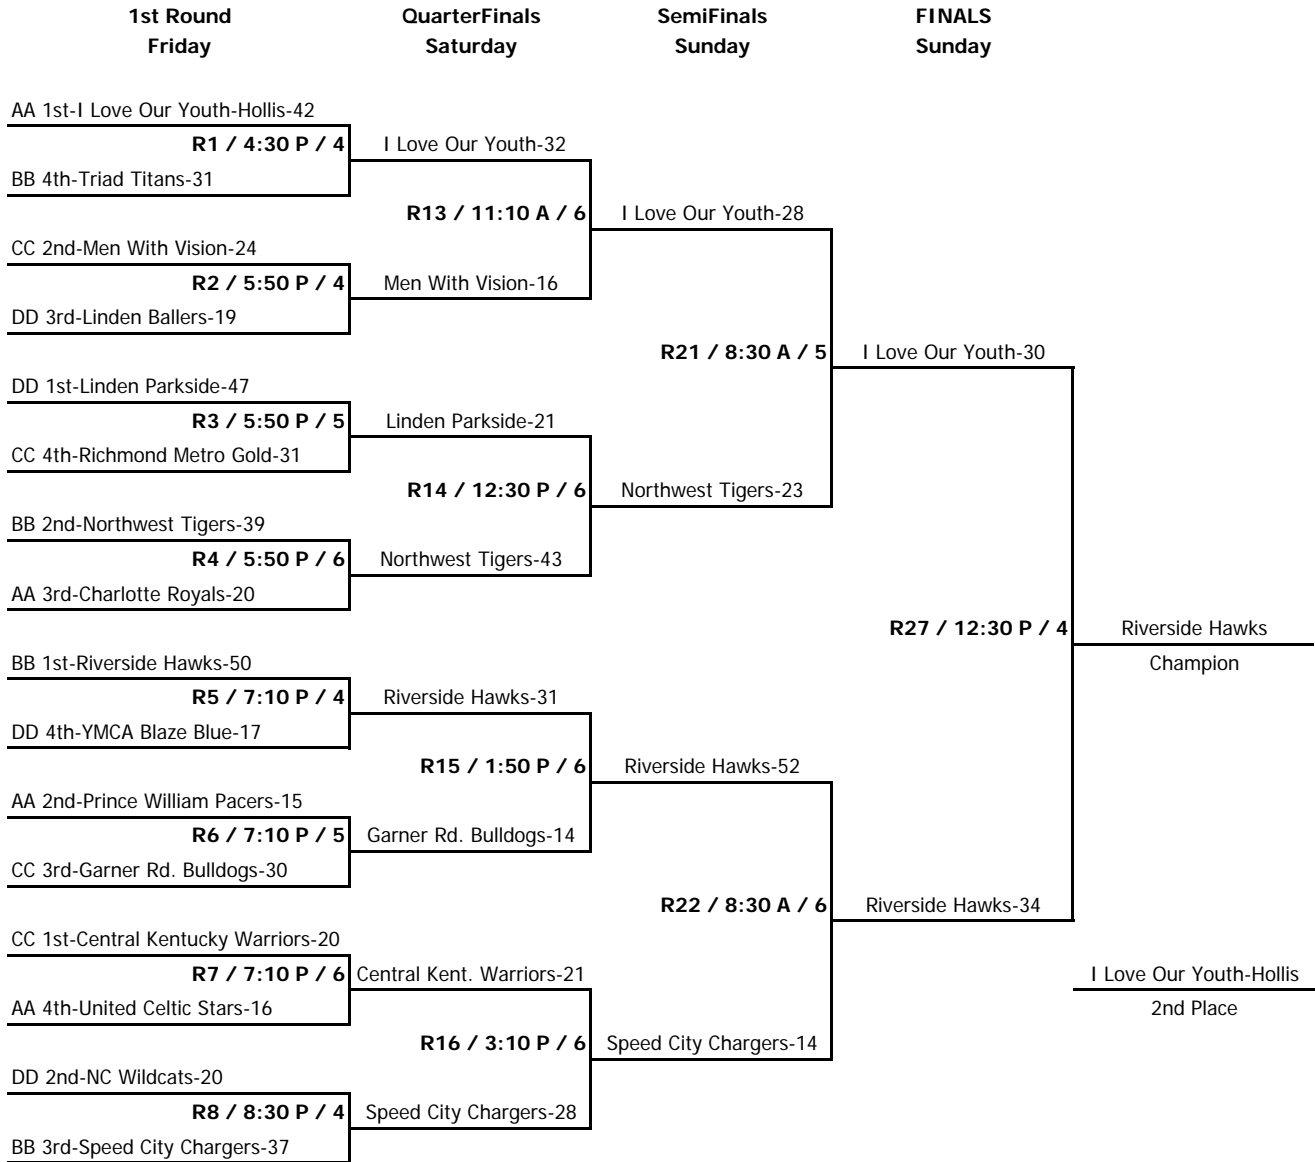 1st Round QuarterFinals SemiFinals FINALS
Friday Saturday Sunday Sunday
AA 1st-I Love Our Youth-Hollis-42
R1 / 4:30 P / 4 I Love Our Youth-32
BB 4th-Triad Titans-31
R13 / 11:10 A / 6 I Love Our Youth-28
CC 2nd-Men With Vision-24
R2 / 5:50 P / 4 Men With Vision-16
DD 3rd-Linden Ballers-19
R21 / 8:30 A / 5 I Love Our Youth-30
DD 1st-Linden Parkside-47
R3 / 5:50 P / 5 Linden Parkside-21
CC 4th-Richmond Metro Gold-31
R14 / 12:30 P / 6 Northwest Tigers-23
BB 2nd-Northwest Tigers-39
R4 / 5:50 P / 6 Northwest Tigers-43
AA 3rd-Charlotte Royals-20
R27 / 12:30 P / 4 Riverside Hawks
BB 1st-Riverside Hawks-50 Champion
R5 / 7:10 P / 4 Riverside Hawks-31
DD 4th-YMCA Blaze Blue-17
R15 / 1:50 P / 6 Riverside Hawks-52
AA 2nd-Prince William Pacers-15
R6 / 7:10 P / 5 Garner Rd. Bulldogs-14
CC 3rd-Garner Rd. Bulldogs-30
R22 / 8:30 A / 6 Riverside Hawks-34
CC 1st-Central Kentucky Warriors-20
R7 / 7:10 P / 6 Central Kent. Warriors-21 I Love Our Youth-Hollis
AA 4th-United Celtic Stars-16 2nd Place
R16 / 3:10 P / 6 Speed City Chargers-14
DD 2nd-NC Wildcats-20
R8 / 8:30 P / 4 Speed City Chargers-28
BB 3rd-Speed City Chargers-37